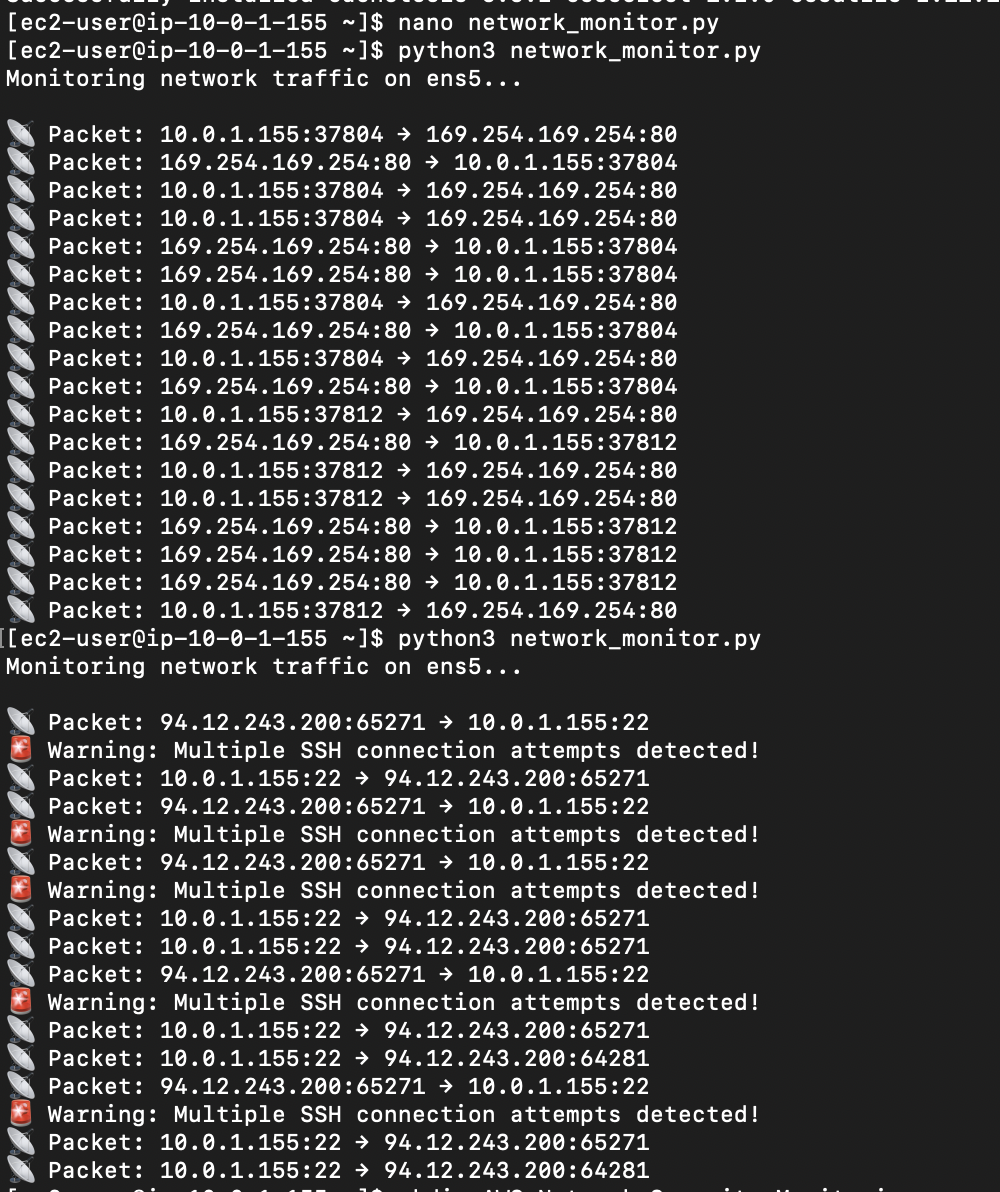 [ec2-user@ip-10-0-1-155 ~]$ nano network_monitor.py
[ec2-user@ip-10-0-1-155 ~]$ python3 network_monitor.py
Monitoring network traffic on ens5...
📡 Packet: 10.0.1.155:37804 → 169.254.169.254:80
📡 Packet: 169.254.169.254:80 → 10.0.1.155:37804
📡 Packet: 10.0.1.155:37804 → 169.254.169.254:80
📡 Packet: 10.0.1.155:37804 → 169.254.169.254:80
📡 Packet: 169.254.169.254:80 → 10.0.1.155:37804
📡 Packet: 169.254.169.254:80 → 10.0.1.155:37804
📡 Packet: 10.0.1.155:37804 → 169.254.169.254:80
📡 Packet: 169.254.169.254:80 → 10.0.1.155:37804
📡 Packet: 10.0.1.155:37804 → 169.254.169.254:80
📡 Packet: 169.254.169.254:80 → 10.0.1.155:37804
📡 Packet: 10.0.1.155:37812 → 169.254.169.254:80
📡 Packet: 169.254.169.254:80 → 10.0.1.155:37812
📡 Packet: 10.0.1.155:37812 → 169.254.169.254:80
📡 Packet: 10.0.1.155:37812 → 169.254.169.254:80
📡 Packet: 169.254.169.254:80 → 10.0.1.155:37812
📡 Packet: 169.254.169.254:80 → 10.0.1.155:37812
📡 Packet: 169.254.169.254:80 → 10.0.1.155:37812
📡 Packet: 10.0.1.155:37812 → 169.254.169.254:80
[[ec2-user@ip-10-0-1-155 ~]$ python3 network_monitor.py
Monitoring network traffic on ens5...
📡 Packet: 94.12.243.200:65271 → 10.0.1.155:22
🚨 Warning: Multiple SSH connection attempts detected!
📡 Packet: 10.0.1.155:22 → 94.12.243.200:65271
📡 Packet: 94.12.243.200:65271 → 10.0.1.155:22
🚨 Warning: Multiple SSH connection attempts detected!
📡 Packet: 94.12.243.200:65271 → 10.0.1.155:22
🚨 Warning: Multiple SSH connection attempts detected!
📡 Packet: 10.0.1.155:22 → 94.12.243.200:65271
📡 Packet: 10.0.1.155:22 → 94.12.243.200:65271
📡 Packet: 94.12.243.200:65271 → 10.0.1.155:22
🚨 Warning: Multiple SSH connection attempts detected!
📡 Packet: 10.0.1.155:22 → 94.12.243.200:65271
📡 Packet: 10.0.1.155:22 → 94.12.243.200:64281
📡 Packet: 94.12.243.200:65271 → 10.0.1.155:22
🚨 Warning: Multiple SSH connection attempts detected!
📡 Packet: 10.0.1.155:22 → 94.12.243.200:65271
📡 Packet: 10.0.1.155:22 → 94.12.243.200:64281